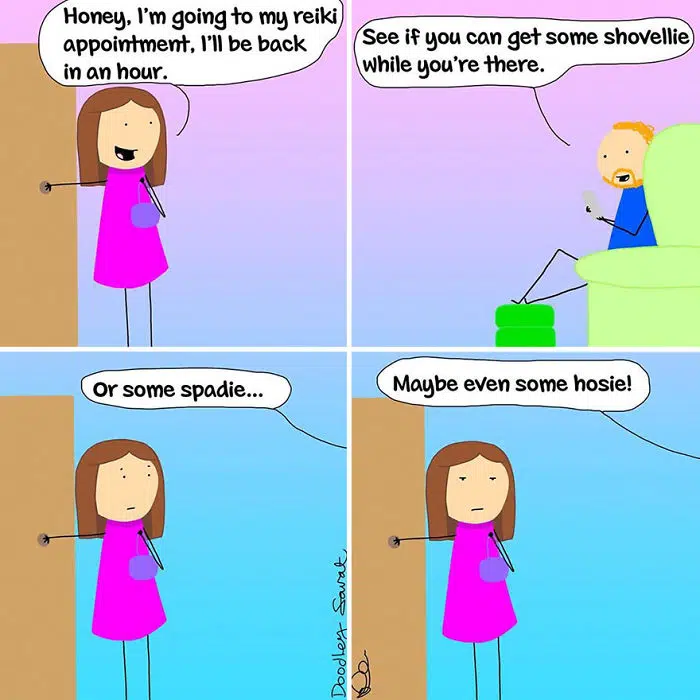 Honey, I'm going to my reiki
appointment, I'll be back
in an hour.
See if you can get some shovellie
while you're there.
Or some spadie...
Maybe even some hosie!
Doodley Savat